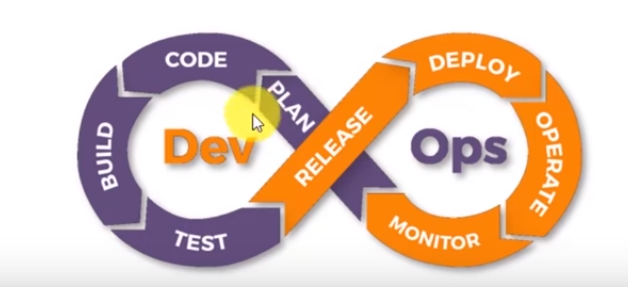 CODE
DEPLOY
PLAN
RELEASE
BUILD
Dev
Ops
OPERATE
TEST
MONITOR